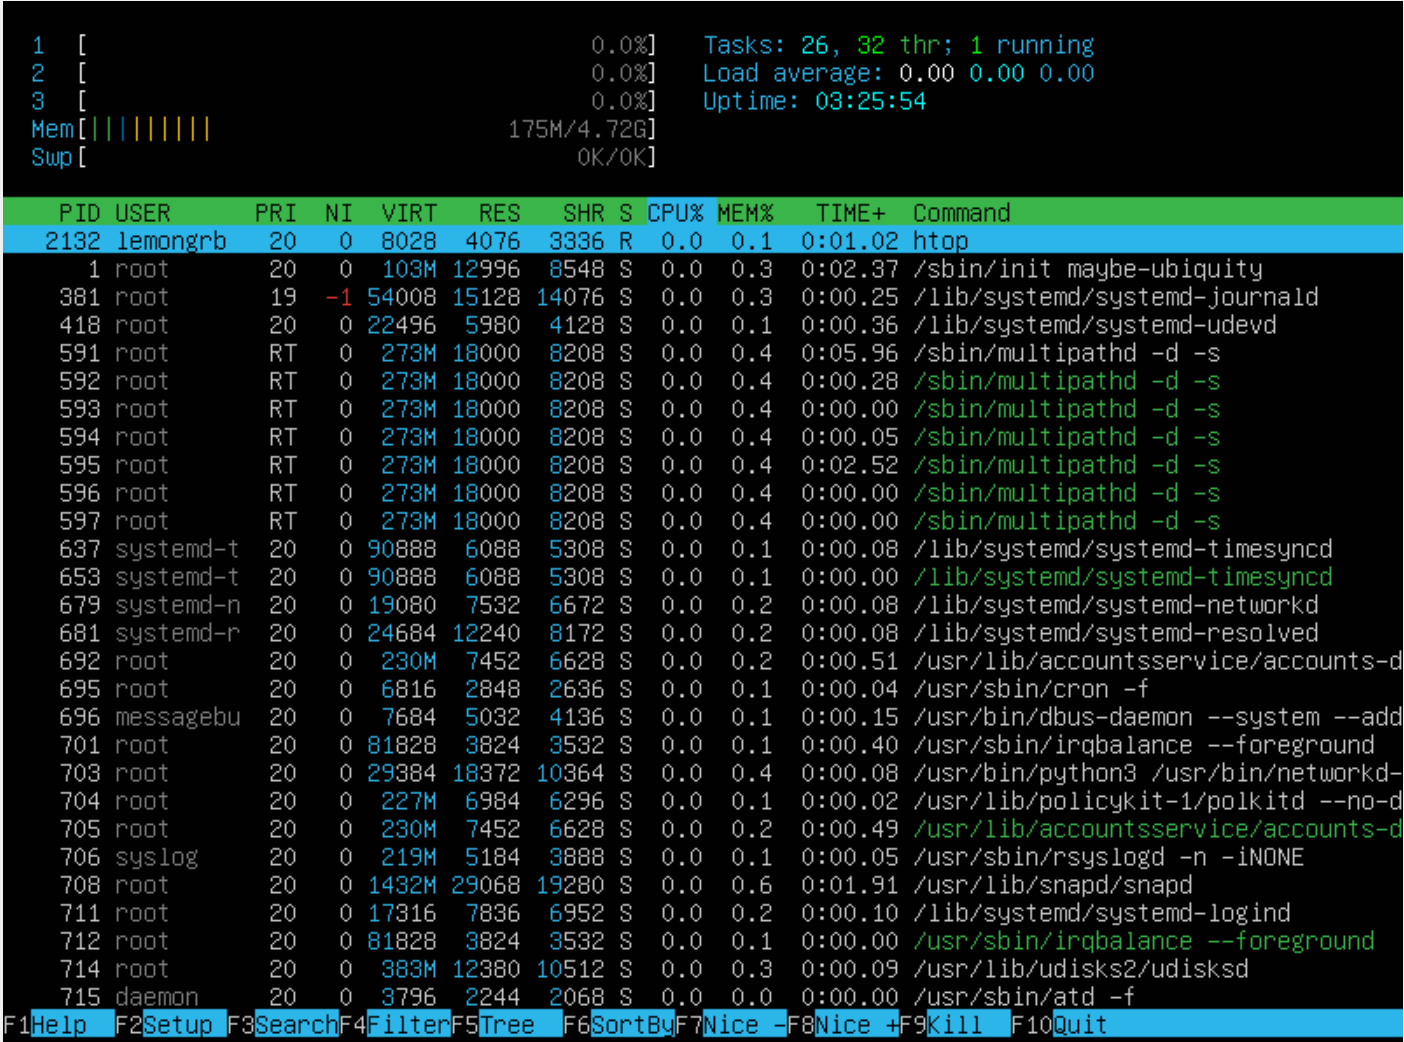 1 [ 0.0%] Tasks: 26, 32 thr; 1 running
2 [ 0.0%] Load average: 0.00 0.00 0.00
3 [ 0.0%] Uptime: 03:25:54
Mem[|||||||||| 175M/4.72G]
Swp[ 0K/0K]
PID USER PRI NI VIRT RES SHR S CPU% MEM% TIME+ Command
2132 lemongrb 20 0 8028 4076 3336 R 0.0 0.1 0:01.02 htop
1 root 20 0 103M 12996 8548 S 0.0 0.3 0:02.37 /sbin/init maybe-ubiquity
381 root 19 -1 54008 15128 14076 S 0.0 0.3 0:00.25 /lib/systemd/systemd-journald
418 root 20 0 22496 5980 4128 S 0.0 0.1 0:00.36 /lib/systemd/systemd-udevd
591 root RT 0 273M 18000 8208 S 0.0 0.4 0:05.96 /sbin/multipathd -d -s
592 root RT 0 273M 18000 8208 S 0.0 0.4 0:00.28 /sbin/multipathd -d -s
593 root RT 0 273M 18000 8208 S 0.0 0.4 0:00.00 /sbin/multipathd -d -s
594 root RT 0 273M 18000 8208 S 0.0 0.4 0:00.05 /sbin/multipathd -d -s
595 root RT 0 273M 18000 8208 S 0.0 0.4 0:02.52 /sbin/multipathd -d -s
596 root RT 0 273M 18000 8208 S 0.0 0.4 0:00.00 /sbin/multipathd -d -s
597 root RT 0 273M 18000 8208 S 0.0 0.4 0:00.00 /sbin/multipathd -d -s
637 systemd-t 20 0 90888 6088 5308 S 0.0 0.1 0:00.08 /lib/systemd/systemd-timesyncd
653 systemd-t 20 0 90888 6088 5308 S 0.0 0.1 0:00.00 /lib/systemd/systemd-timesyncd
679 systemd-n 20 0 19080 7532 6672 S 0.0 0.2 0:00.08 /lib/systemd/systemd-networkd
681 systemd-r 20 0 24684 12240 8172 S 0.0 0.2 0:00.08 /lib/systemd/systemd-resolved
692 root 20 0 230M 7452 6628 S 0.0 0.2 0:00.51 /usr/lib/accountsservice/accounts-d
695 root 20 0 6816 2848 2636 S 0.0 0.1 0:00.04 /usr/sbin/cron -f
696 messagebu 20 0 7684 5032 4136 S 0.0 0.1 0:00.15 /usr/bin/dbus-daemon --system --add
701 root 20 0 81828 3824 3532 S 0.0 0.1 0:00.40 /usr/sbin/irqbalance --foreground
703 root 20 0 29384 18372 10364 S 0.0 0.4 0:00.08 /usr/bin/python3 /usr/bin/networkd-
704 root 20 0 227M 6984 6296 S 0.0 0.1 0:00.02 /usr/lib/policykit-1/polkitd --no-d
705 root 20 0 230M 7452 6628 S 0.0 0.2 0:00.49 /usr/lib/accountsservice/accounts-d
706 syslog 20 0 219M 5184 3888 S 0.0 0.1 0:00.05 /usr/sbin/rsyslogd -n -iNONE
708 root 20 0 1432M 29068 19280 S 0.0 0.6 0:01.91 /usr/lib/snapd/snapd
711 root 20 0 17316 7836 6952 S 0.0 0.2 0:00.10 /lib/systemd/systemd-logind
712 root 20 0 81828 3824 3532 S 0.0 0.1 0:00.00 /usr/sbin/irqbalance --foreground
714 root 20 0 383M 12380 10512 S 0.0 0.3 0:00.09 /usr/lib/udisks2/udisksd
715 daemon 20 0 3796 2244 2068 S 0.0 0.0 0:00.00 /usr/sbin/atd -f
F1Help F2Setup F3SearchF4FilterF5Tree F6SortByF7Nice -F8Nice +F9Kill F10Quit